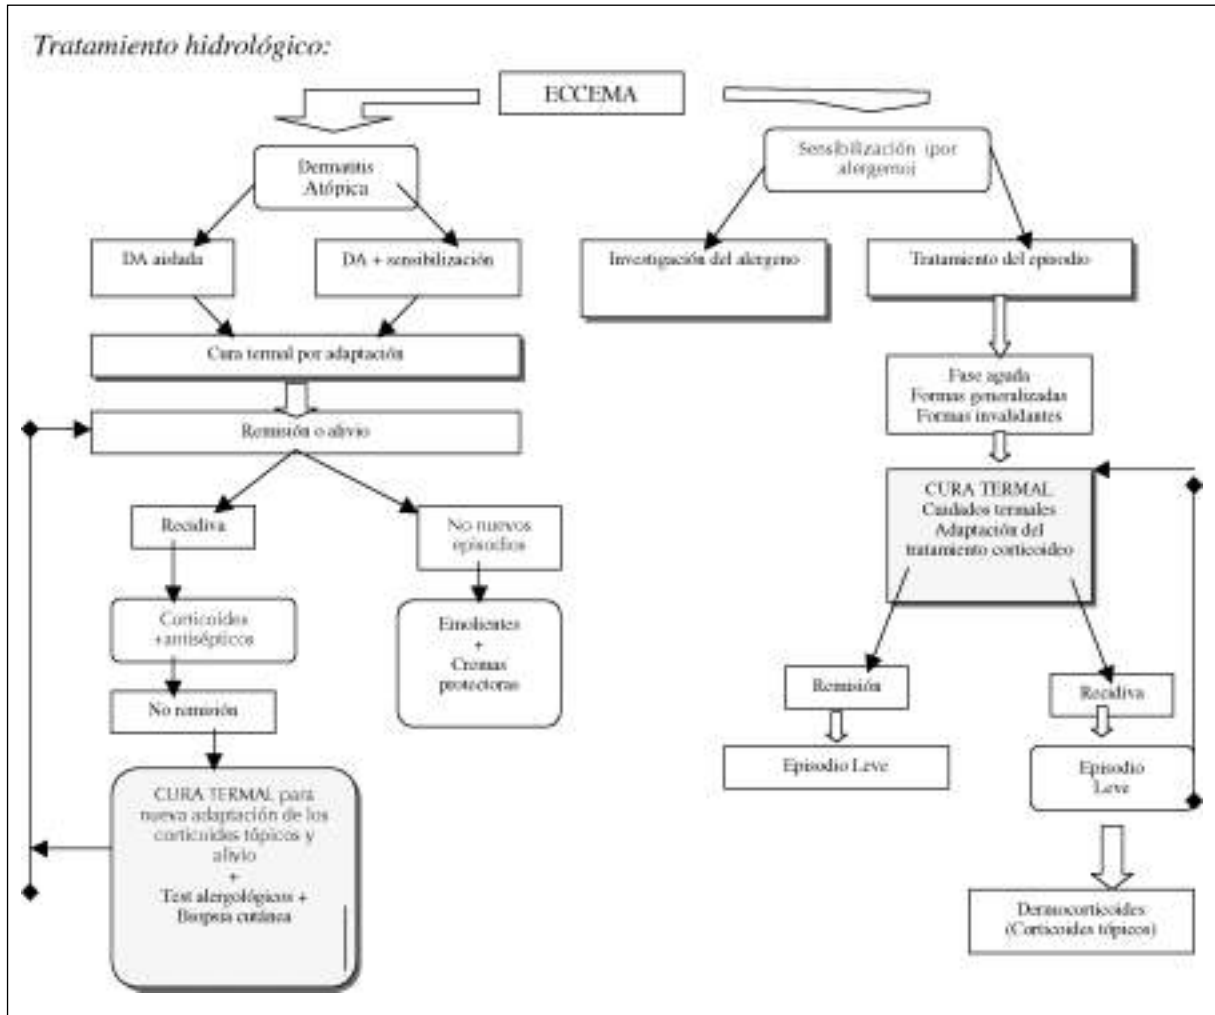 Tratamiento hidrológico:
ECCEMA
Dermatitis
Atópica
Sensibilización (por
alergemo)
DA aislada
DA + sensibilización
Investigación del alergeno
Tratamiento del episodio
Cura termal por adaptación
Fase aguda
Formas generalizadas
Formas invalidantes
Remisión o alivio
CURA TERMAL
Cuidados termales
Adaptación del
tratamiento corticoideo
Recidiva
No nuevos
episodios
Corticoides
+antisépticos
Emolientes
+
Cremas
protectoras
No remisión
Remisión
Recidiva
Episodio Leve
Episodio
Leve
CURA TERMAL para
nueva adaptación de los
corticoides tópicos y
alivio
+
Test alergológicos +
Biopsia cutánea
Dermocorticoides
(Corticoides tópicos)